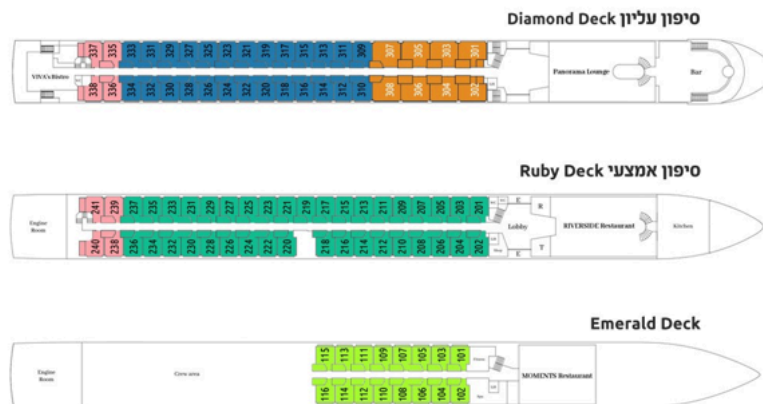 Diamond Deck סיפון עליון
337 335 333 331 329 327 325 323 321 319 317 315 313 311 309 307 305 303 301
VIVA's Bistro Panorama Lounge Bar
338 336 334 332 330 328 326 324 322 320 318 316 314 312 310 308 306 304 302
Ruby Deck סיפון אמצעי
241 239 237 235 233 231 229 227 225 223 221 219 217 215 213 211 209 207 205 203 201
E R
Engine
Room
Lobby RIVERSIDE Restaurant Kitchen
240 238 236 234 232 230 228 226 224 222 220 218 216 214 212 210 208 206 204 202
E T
Emerald Deck
115 113 111 109 107 105 103 101
Engine
Room
Crew area MOMENTS Restaurant
116 114 112 110 108 106 104 102